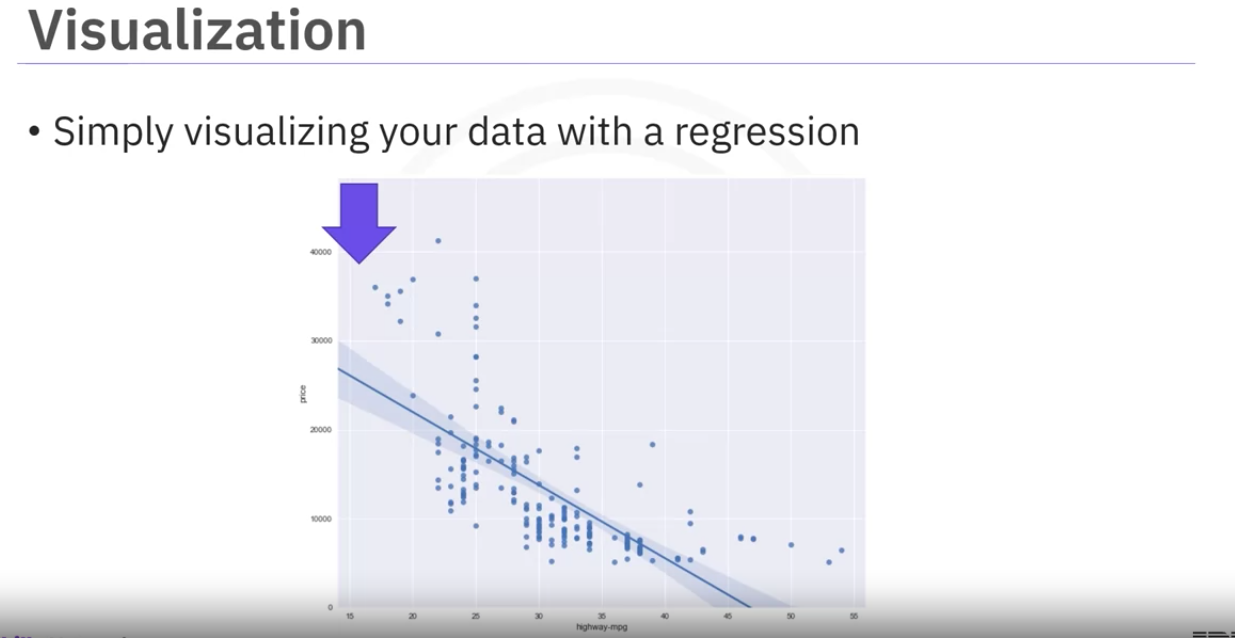 Visualization
• Simply visualizing your data with a regression
40000
30000
price
20000
10000
0
15 20 25 30 35 40 45 50 55
highway-mpg